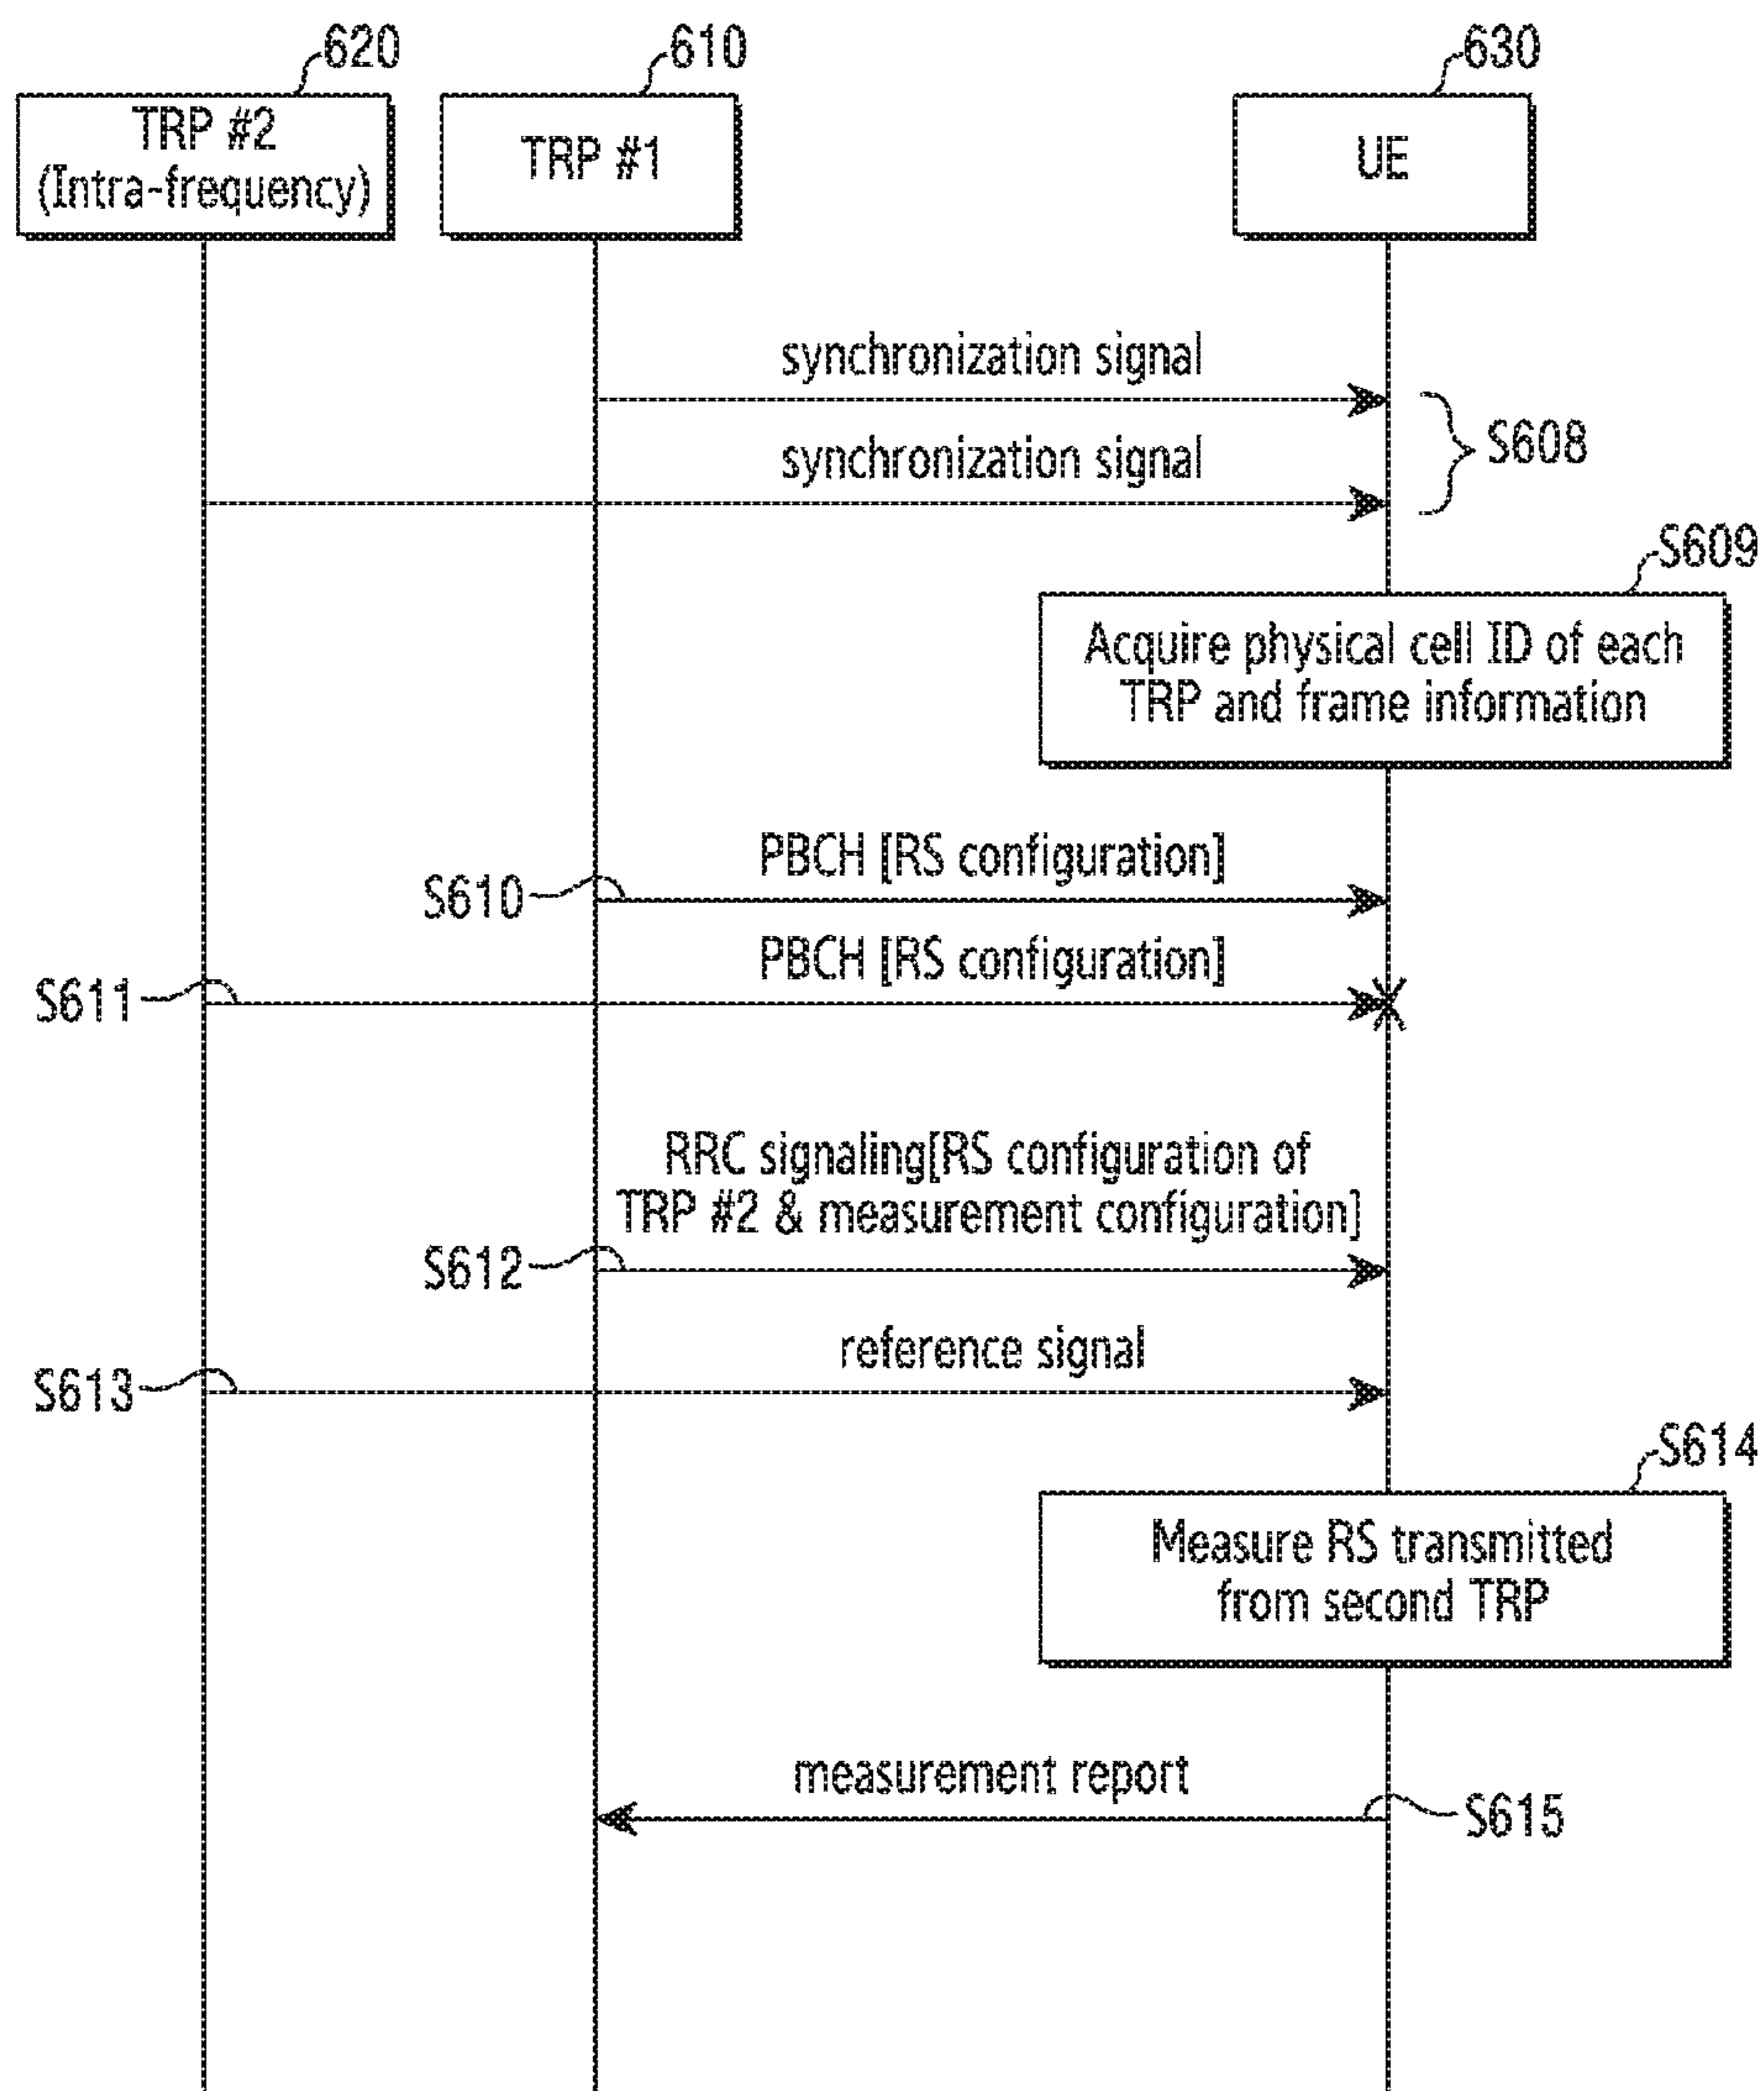 620
610
630
TRP #2
(Intra-frequency)
TRP #1
UE
synchronization signal
synchronization signal
S608
S609
Acquire physical cell ID of each
TRP and frame information
PBCH [RS configuration]
S610
PBCH [RS configuration]
S611
RRC signaling[RS configuration of
TRP #2 & measurement configuration]
S612
reference signal
S613
S614
Measure RS transmitted
from second TRP
measurement report
S615